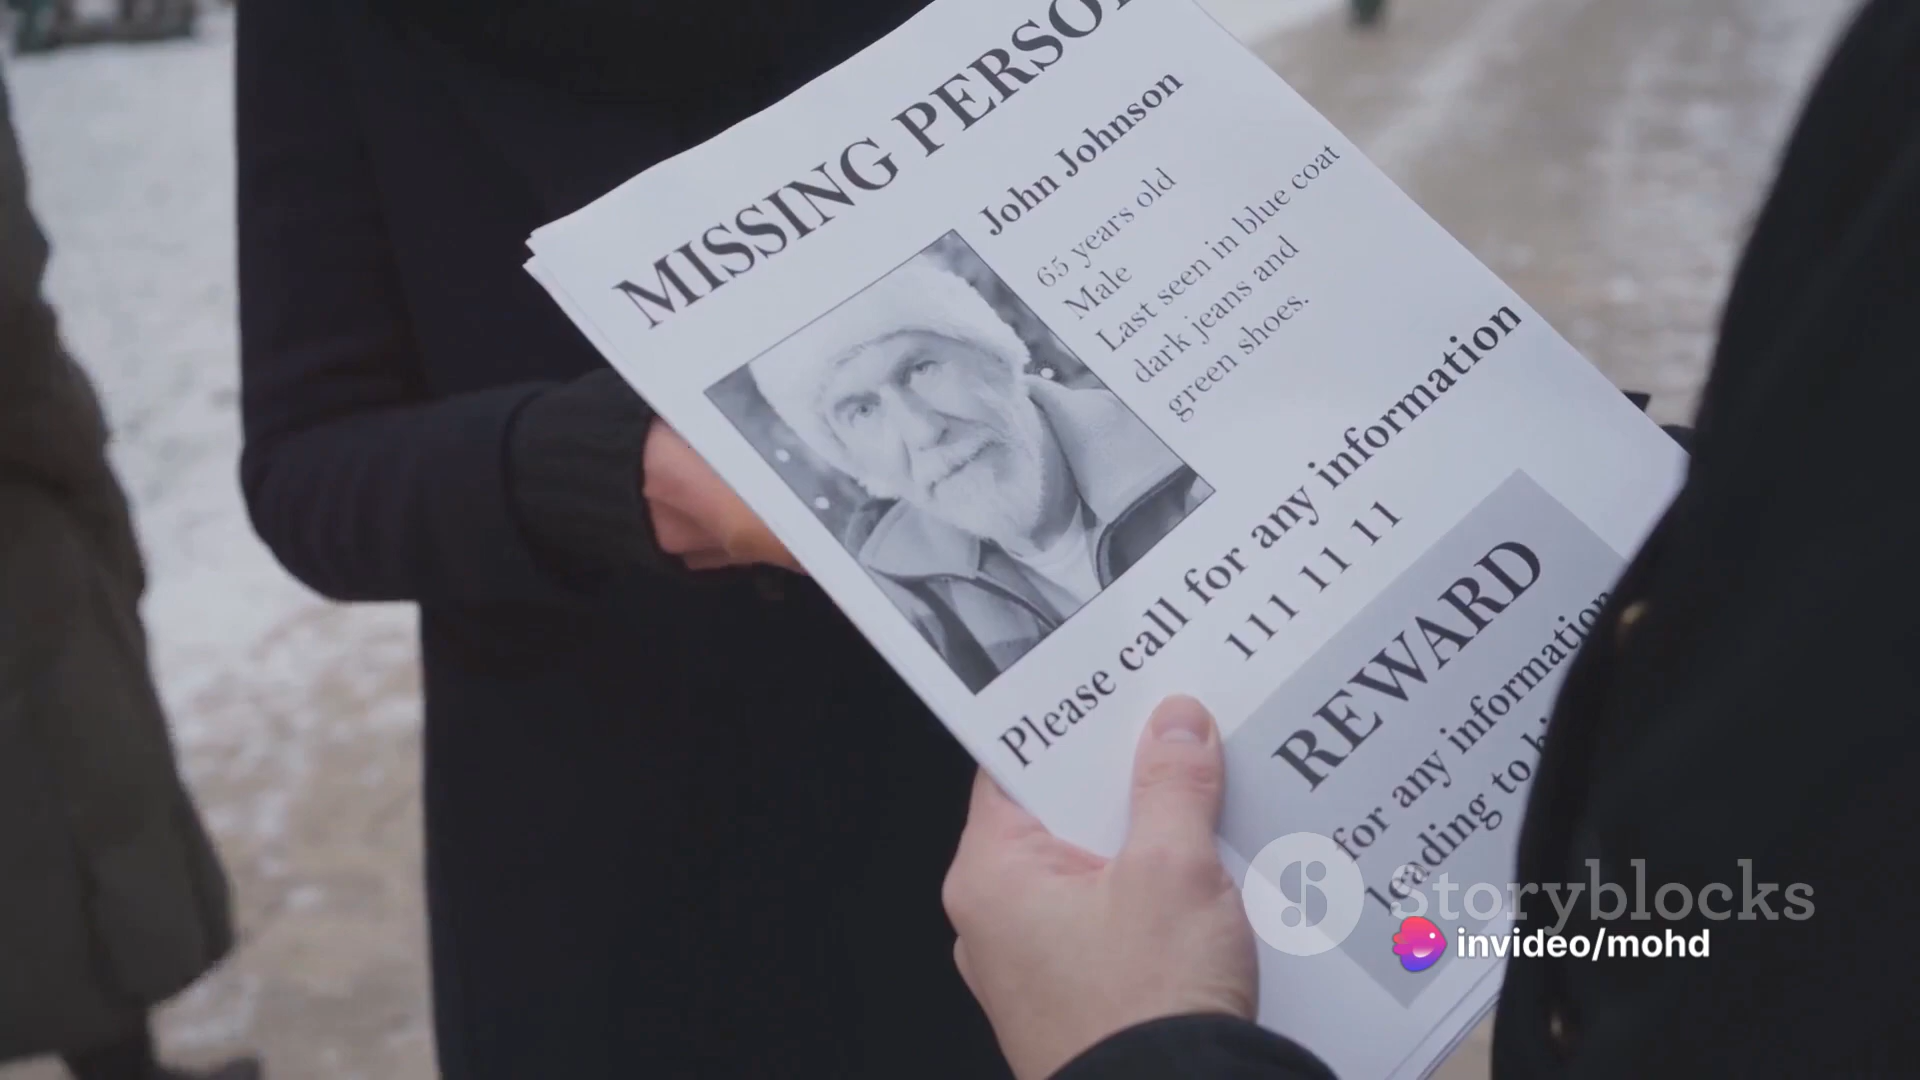 MISSING PERSO
John Johnson
65 years old
Male
Last seen in blue coat
dark jeans and
green shoes.
Please call for any information
111 11 11
REWARD
for any information
leading to
Storyblocks
invideo/mohd